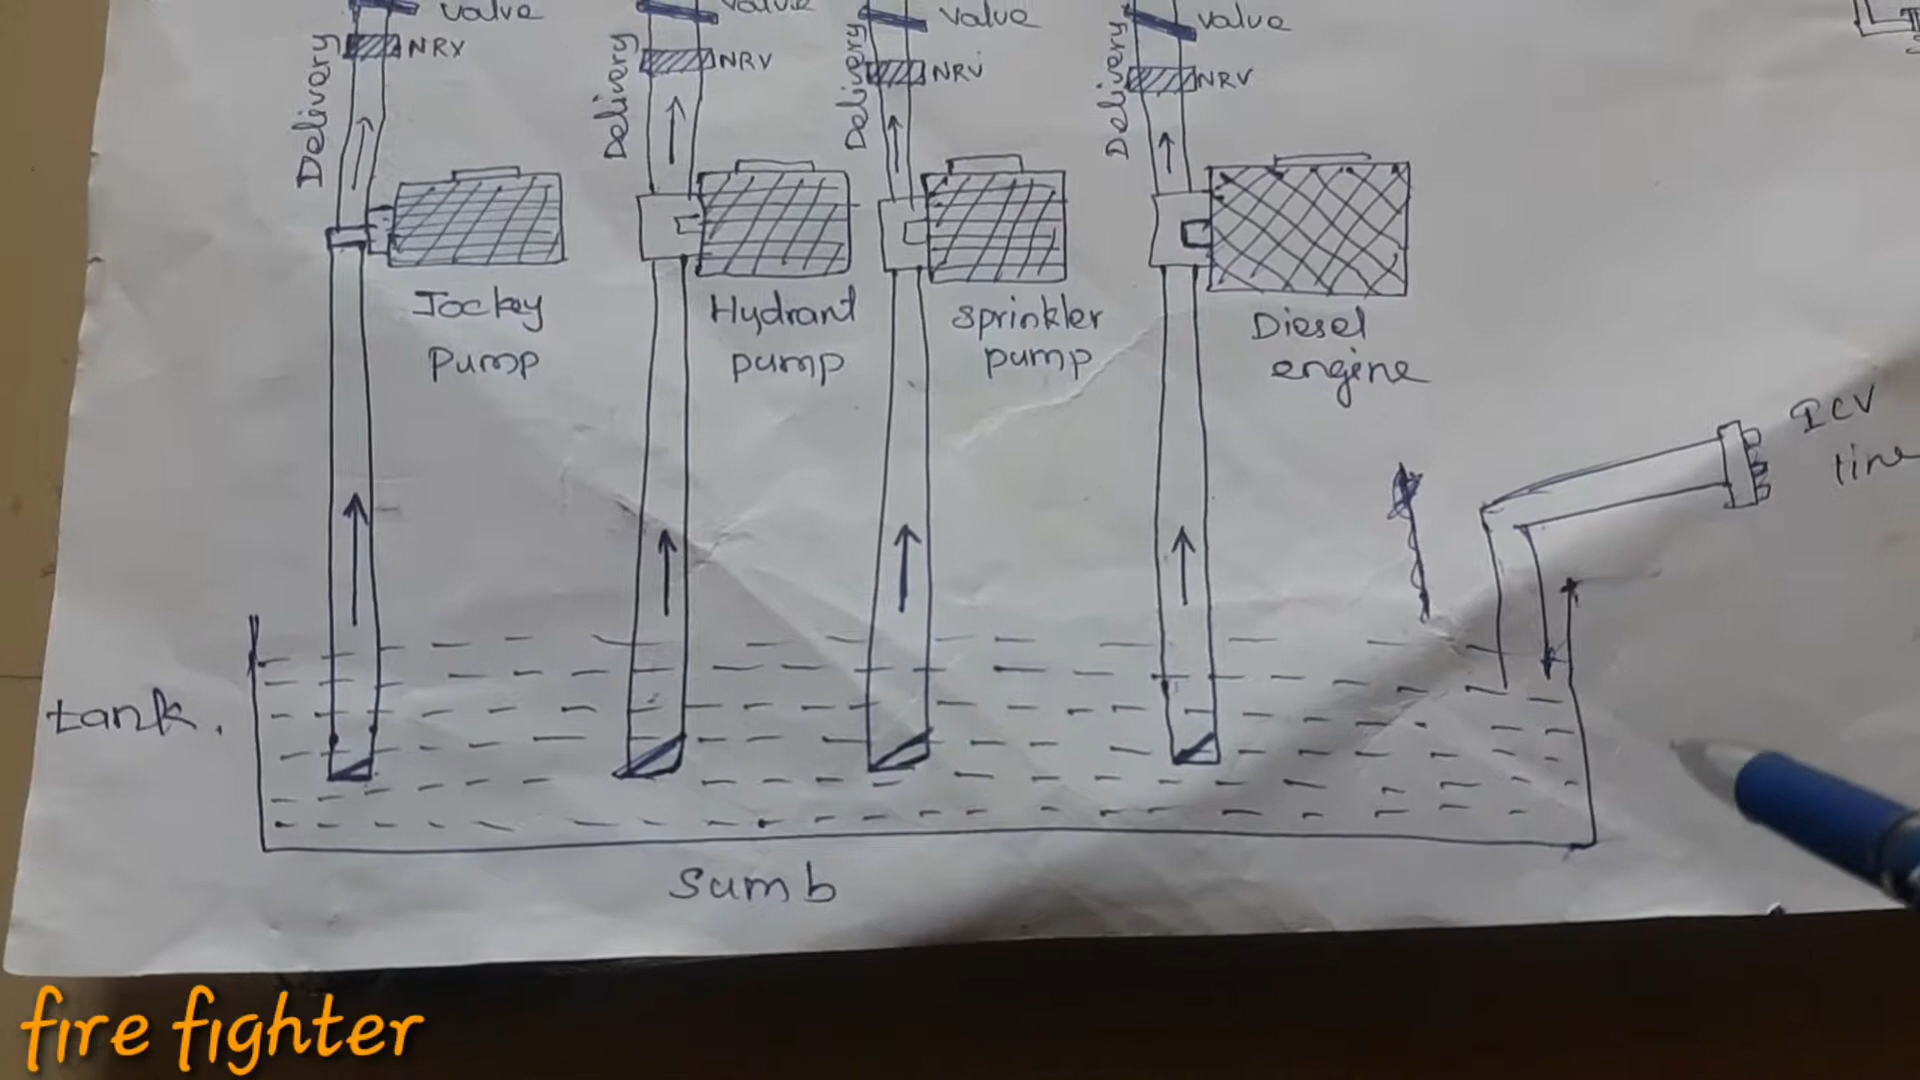 valve
valve
valve
valve
Delivery
NRV
Delivery
NRV
Delivery
NRV
Delivery
NRV
Jockey
Pump
Hydrant
pump
sprinkler
pump
Diesel
engine
line
tank.
Sumb
fire fighter